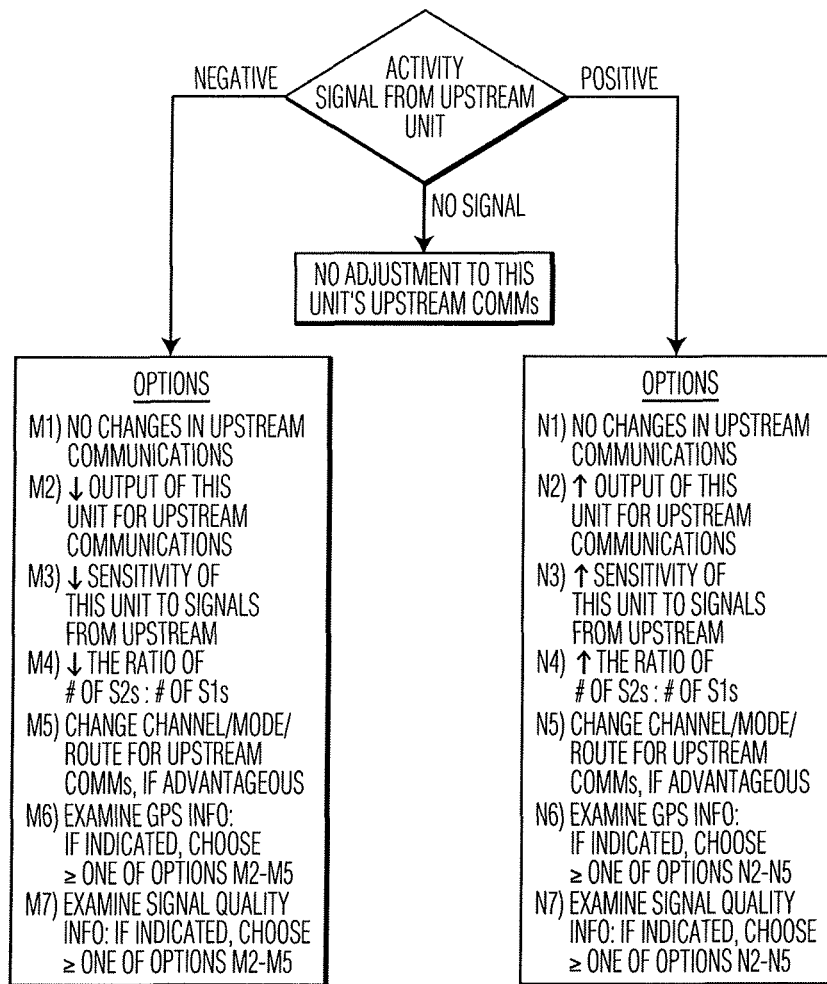 ACTIVITY
SIGNAL FROM UPSTREAM
UNIT
NEGATIVE
POSITIVE
NO SIGNAL
NO ADJUSTMENT TO THIS
UNIT'S UPSTREAM COMMs
OPTIONS
M1) NO CHANGES IN UPSTREAM
COMMUNICATIONS
M2) ↓ OUTPUT OF THIS
UNIT FOR UPSTREAM
COMMUNICATIONS
M3) ↓ SENSITIVITY OF
THIS UNIT TO SIGNALS
FROM UPSTREAM
M4) ↓ THE RATIO OF
# OF S2s : # OF S1s
M5) CHANGE CHANNEL/MODE/
ROUTE FOR UPSTREAM
COMMs, IF ADVANTAGEOUS
M6) EXAMINE GPS INFO:
IF INDICATED, CHOOSE
≥ ONE OF OPTIONS M2-M5
M7) EXAMINE SIGNAL QUALITY
INFO: IF INDICATED, CHOOSE
≥ ONE OF OPTIONS M2-M5
OPTIONS
N1) NO CHANGES IN UPSTREAM
COMMUNICATIONS
N2) ↑ OUTPUT OF THIS
UNIT FOR UPSTREAM
COMMUNICATIONS
N3) ↑ SENSITIVITY OF
THIS UNIT TO SIGNALS
FROM UPSTREAM
N4) ↑ THE RATIO OF
# OF S2s : # OF S1s
N5) CHANGE CHANNEL/MODE/
ROUTE FOR UPSTREAM
COMMs, IF ADVANTAGEOUS
N6) EXAMINE GPS INFO:
IF INDICATED, CHOOSE
≥ ONE OF OPTIONS N2-N5
N7) EXAMINE SIGNAL QUALITY
INFO: IF INDICATED, CHOOSE
≥ ONE OF OPTIONS N2-N5